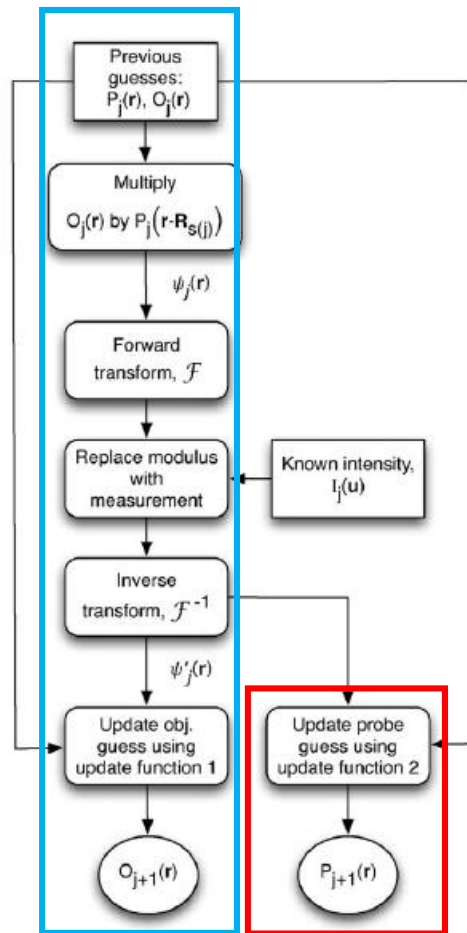 Previous
guesses:
Pj(r), Oj(r)
Multiply
Oj(r) by Pj(r-Rs(j))
ψj(r)
Forward
transform, ℱ
Replace modulus
with
measurement
Known intensity,
Ij(u)
Inverse
transform, ℱ⁻¹
ψ'j(r)
Update obj.
guess using
update function 1
Update probe
guess using
update function 2
Oj+1(r)
Pj+1(r)